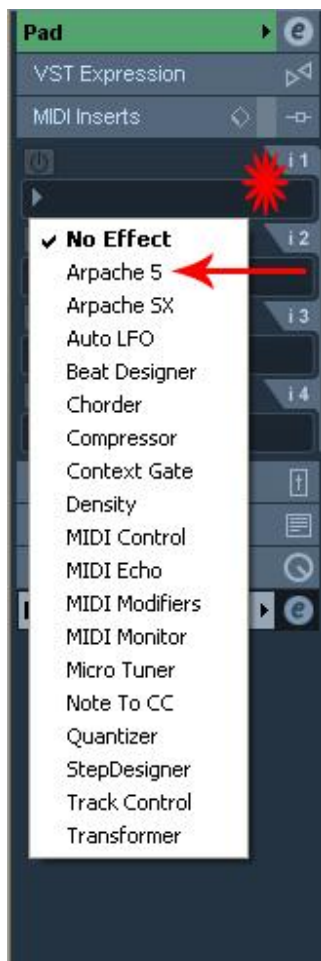 Pad
e
VST Expression
MIDI Inserts
i 1
✓ No Effect
i 2
Arpache 5
Arpache SX
i 3
Auto LFO
Beat Designer
i 4
Chorder
Compressor
Context Gate
Density
MIDI Control
MIDI Echo
MIDI Modifiers
e
MIDI Monitor
Micro Tuner
Note To CC
Quantizer
StepDesigner
Track Control
Transformer